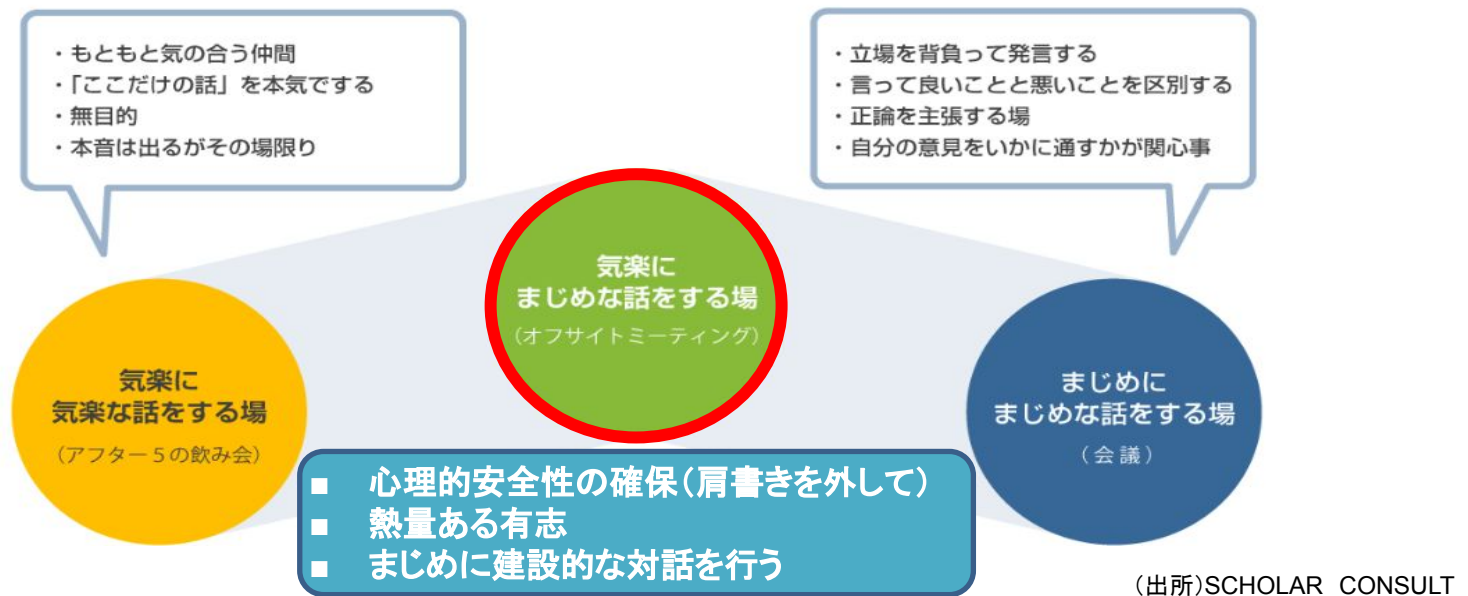 ・もともと気の合う仲間
・「ここだけの話」を本気でする
・無目的
・本音は出るがその場限り
・立場を背負って発言する
・言って良いことと悪いことを区別する
・正論を主張する場
・自分の意見をいかに通すかが関心事
気楽に
まじめな話をする場
(オフサイトミーティング)
気楽に
気楽な話をする場
(アフター5の飲み会)
まじめに
まじめな話をする場
(会議)
■ 心理的安全性の確保(肩書きを外して)
■ 熱量ある有志
■ まじめに建設的な対話を行う
(出所)SCHOLAR CONSULT